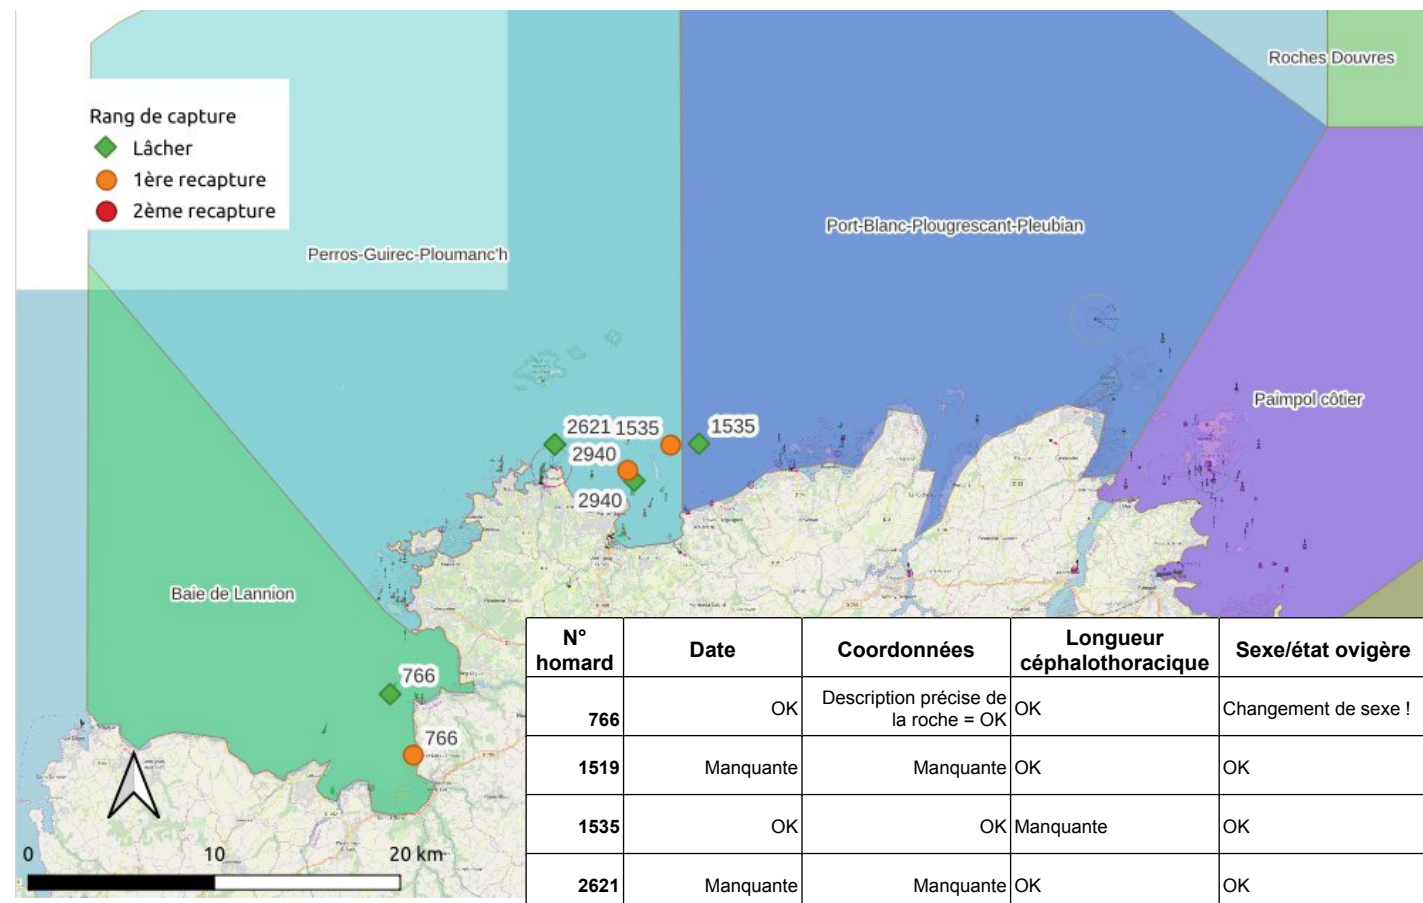 Roches Douvres
Rang de capture
Lâcher
1ère recapture
2ème recapture
Port-Blanc-Plougrescant-Pleubian
Perros-Guirec-Ploumanc'h
Paimpol côtier
2621 1535 1535
2940
2940
Baie de Lannion
766
766
0 10 20 km
N° homard Date Coordonnées Longueur céphalothoracique Sexe/état ovigère
766 OK Description précise de la roche = OK OK Changement de sexe !
1519 Manquante Manquante OK OK
1535 OK OK Manquante OK
2621 Manquante Manquante OK OK